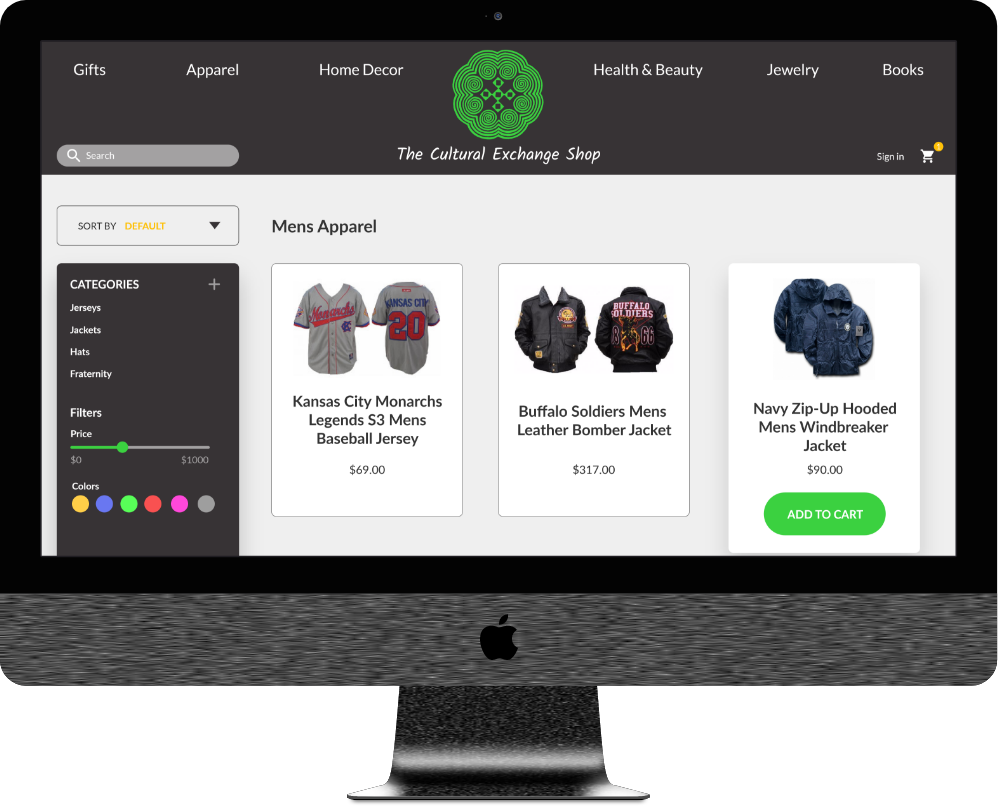 Gifts
Apparel
Home Decor
Health & Beauty
Jewelry
Books
The Cultural Exchange Shop
Search
Sign in
1
SORT BY DEFAULT
Mens Apparel
CATEGORIES
Jerseys
Jackets
Hats
Fraternity
Filters
Price
$0
$1000
Colors
Monarchs
KANSAS CITY
20
Kansas City Monarchs
Legends S3 Mens
Baseball Jersey
$69.00
BUFFALO
SOLDIERS
18 66
Buffalo Soldiers Mens
Leather Bomber Jacket
$317.00
Navy Zip-Up Hooded
Mens Windbreaker
Jacket
$90.00
ADD TO CART